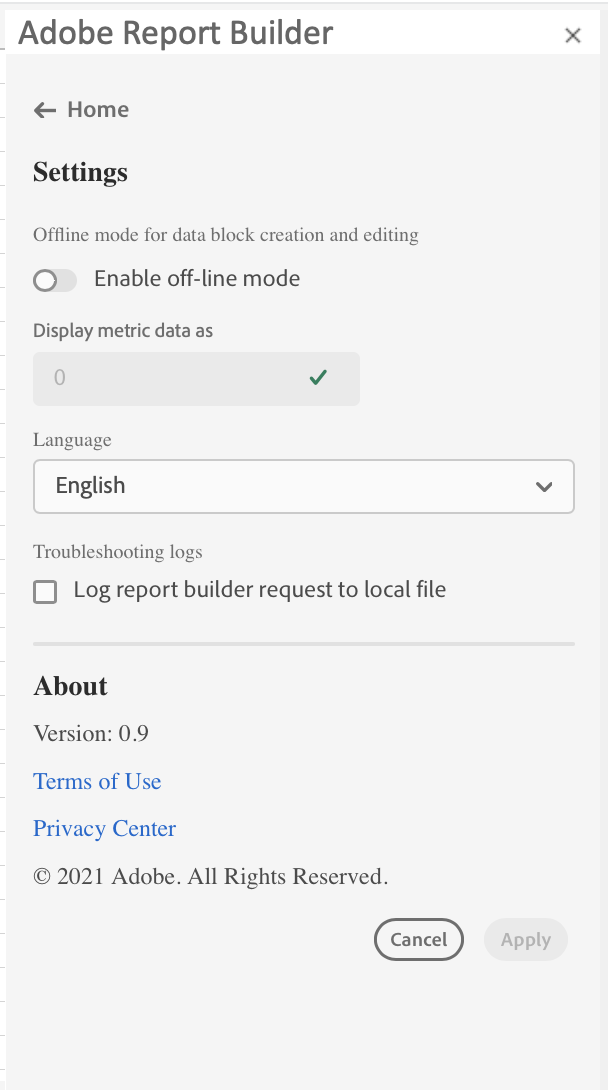 Adobe Report Builder
Home
Settings
Offline mode for data block creation and editing
Enable off-line mode
Display metric data as
0
Language
English
Troubleshooting logs
Log report builder request to local file
About
Version: 0.9
Terms of Use
Privacy Center
© 2021 Adobe. All Rights Reserved.
Cancel Apply